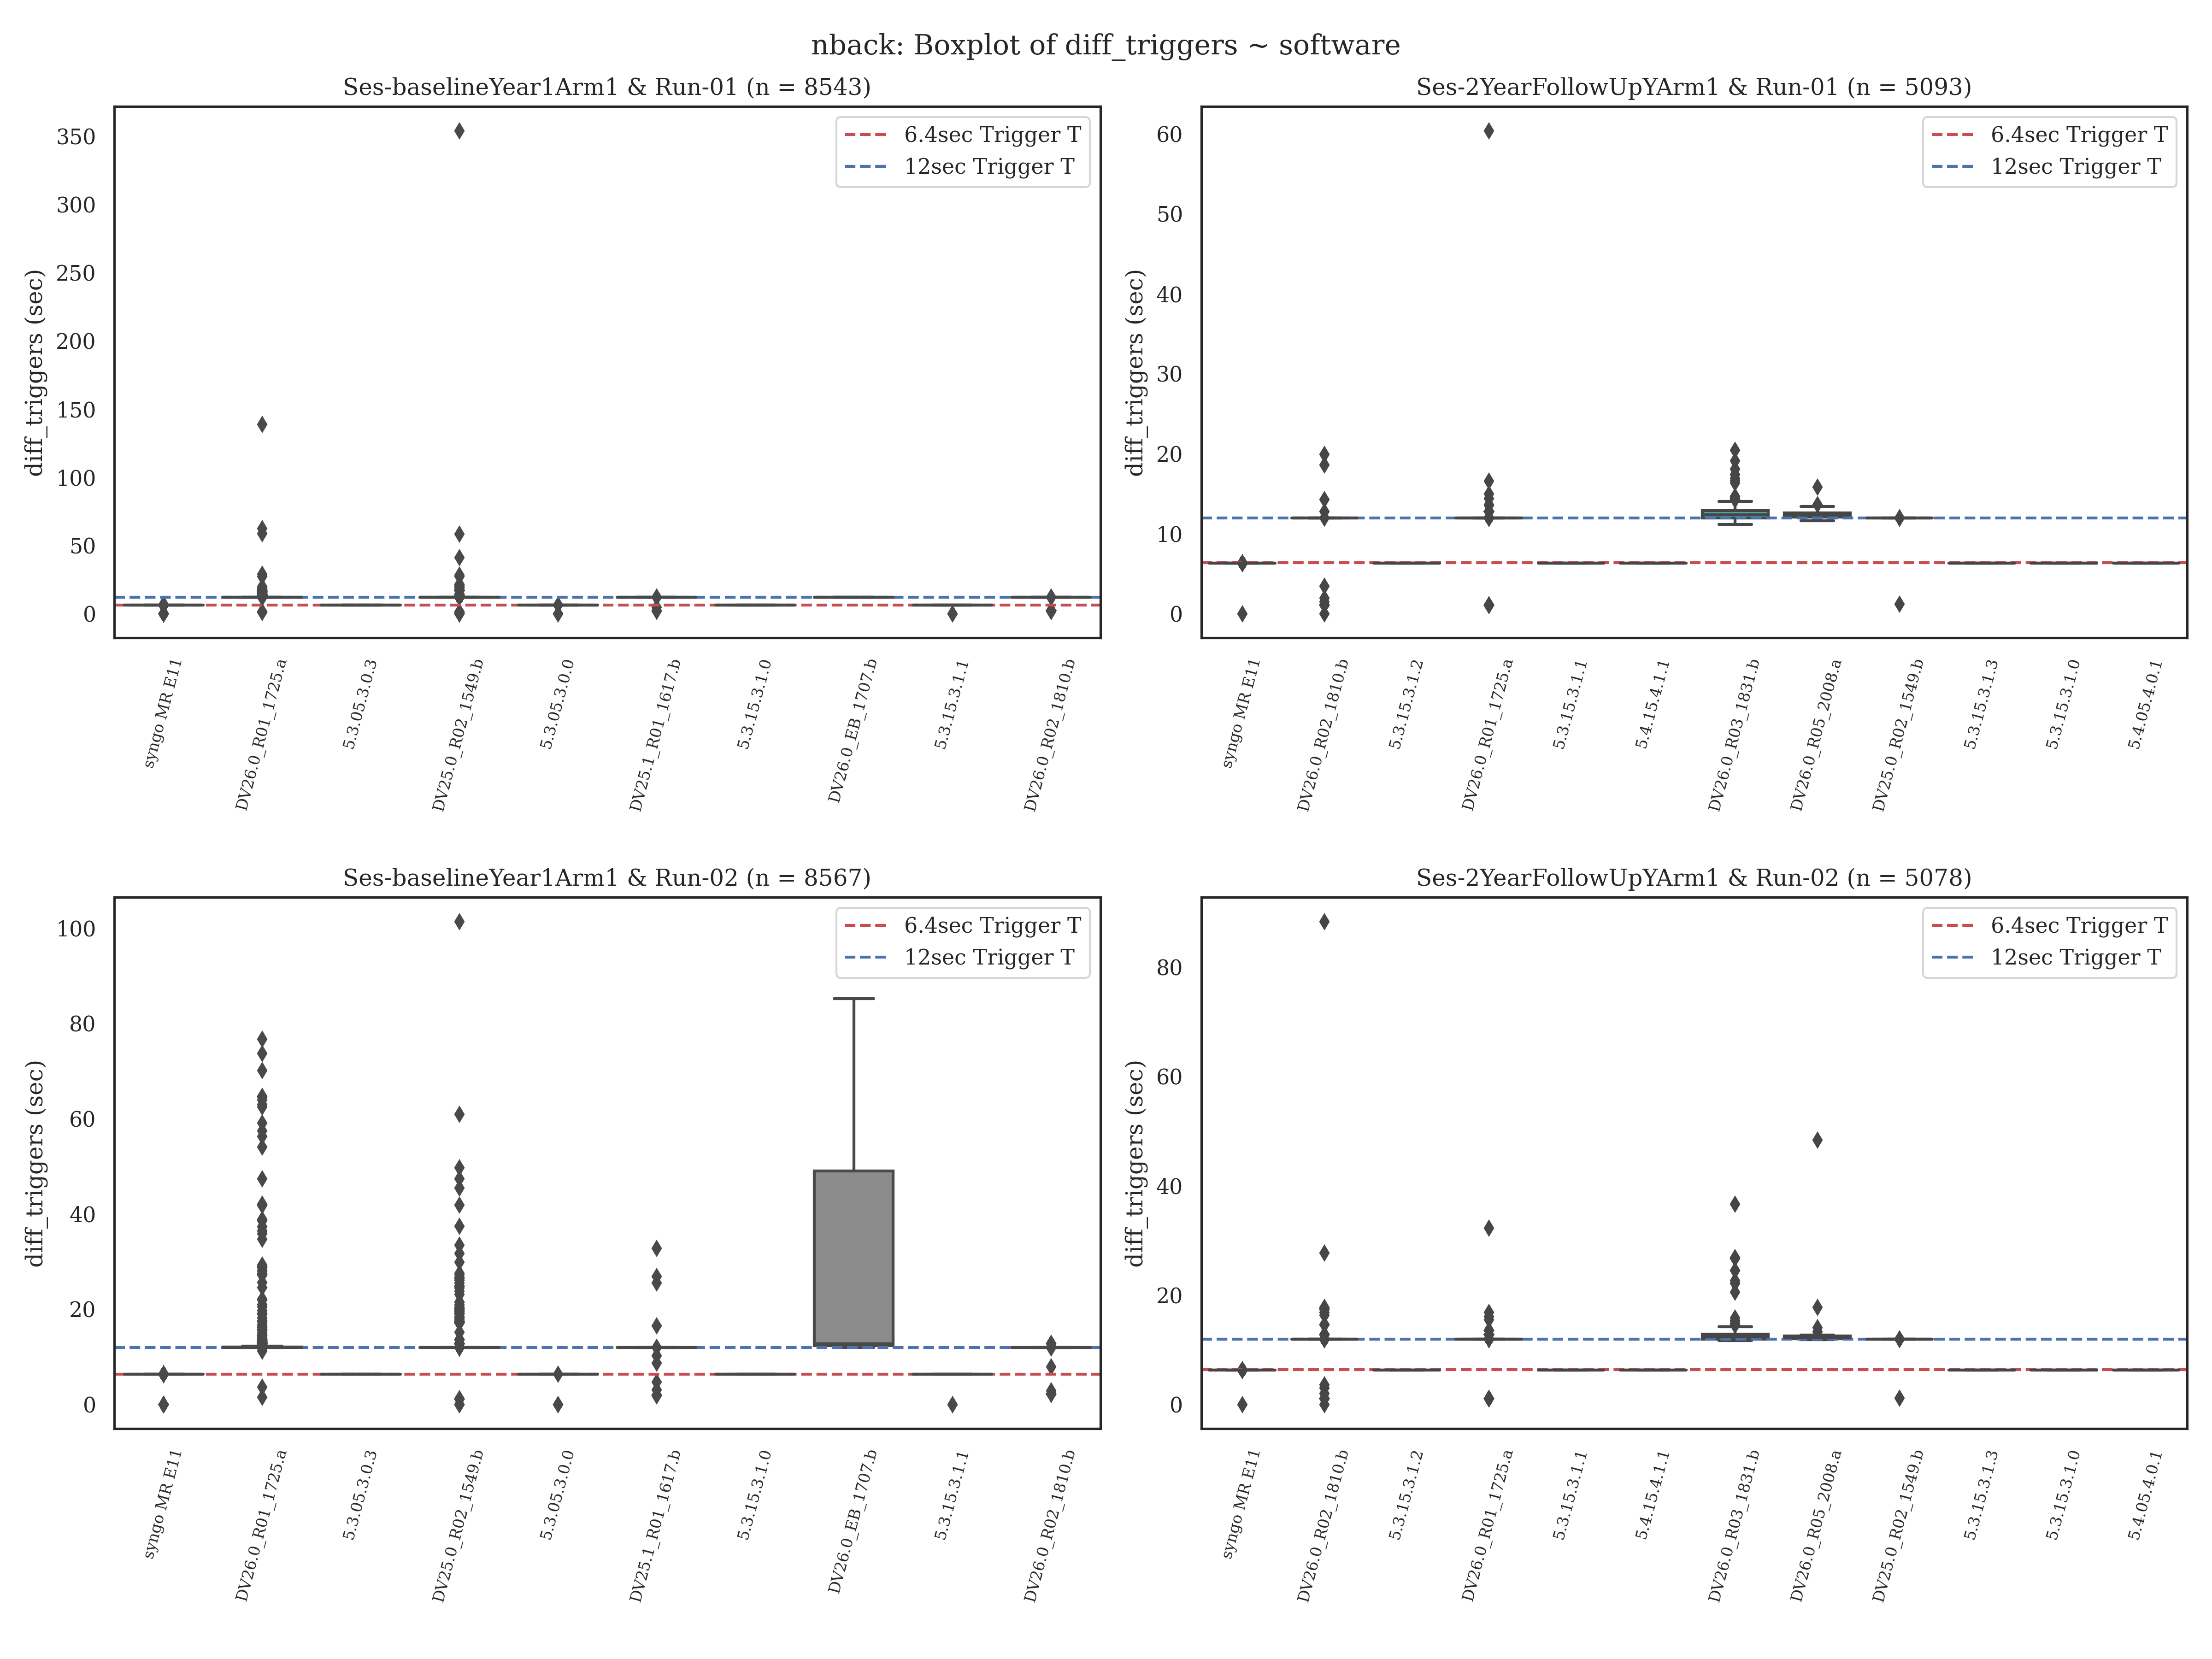 nback: Boxplot of diff_triggers ~ software
Ses-baselineYear1Arm1 & Run-01 (n = 8543)
6.4sec Trigger T
12sec Trigger T
diff_triggers (sec)
350
300
250
200
150
100
50
0
syngo MR E11
DV26.0_R01_1725.a
5.3.05.3.0.3
DV25.0_R02_1549.b
5.3.05.3.0.0
DV25.1_R01_1617.b
5.3.15.3.1.0
DV26.0_EB_1707.b
5.3.15.3.1.1
DV26.0_R02_1810.b
Ses-2YearFollowUpYArm1 & Run-01 (n = 5093)
6.4sec Trigger T
12sec Trigger T
diff_triggers (sec)
60
50
40
30
20
10
0
syngo MR E11
DV26.0_R02_1810.b
5.3.15.3.1.2
DV26.0_R01_1725.a
5.3.15.3.1.1
5.4.15.4.1.1
DV26.0_R03_1831.b
DV26.0_R05_2008.a
DV25.0_R02_1549.b
5.3.15.3.1.3
5.3.15.3.1.0
5.4.05.4.0.1
Ses-baselineYear1Arm1 & Run-02 (n = 8567)
6.4sec Trigger T
12sec Trigger T
diff_triggers (sec)
100
80
60
40
20
0
syngo MR E11
DV26.0_R01_1725.a
5.3.05.3.0.3
DV25.0_R02_1549.b
5.3.05.3.0.0
DV25.1_R01_1617.b
5.3.15.3.1.0
DV26.0_EB_1707.b
5.3.15.3.1.1
DV26.0_R02_1810.b
Ses-2YearFollowUpYArm1 & Run-02 (n = 5078)
6.4sec Trigger T
12sec Trigger T
diff_triggers (sec)
80
60
40
20
0
syngo MR E11
DV26.0_R02_1810.b
5.3.15.3.1.2
DV26.0_R01_1725.a
5.3.15.3.1.1
5.4.15.4.1.1
DV26.0_R03_1831.b
DV26.0_R05_2008.a
DV25.0_R02_1549.b
5.3.15.3.1.3
5.3.15.3.1.0
5.4.05.4.0.1